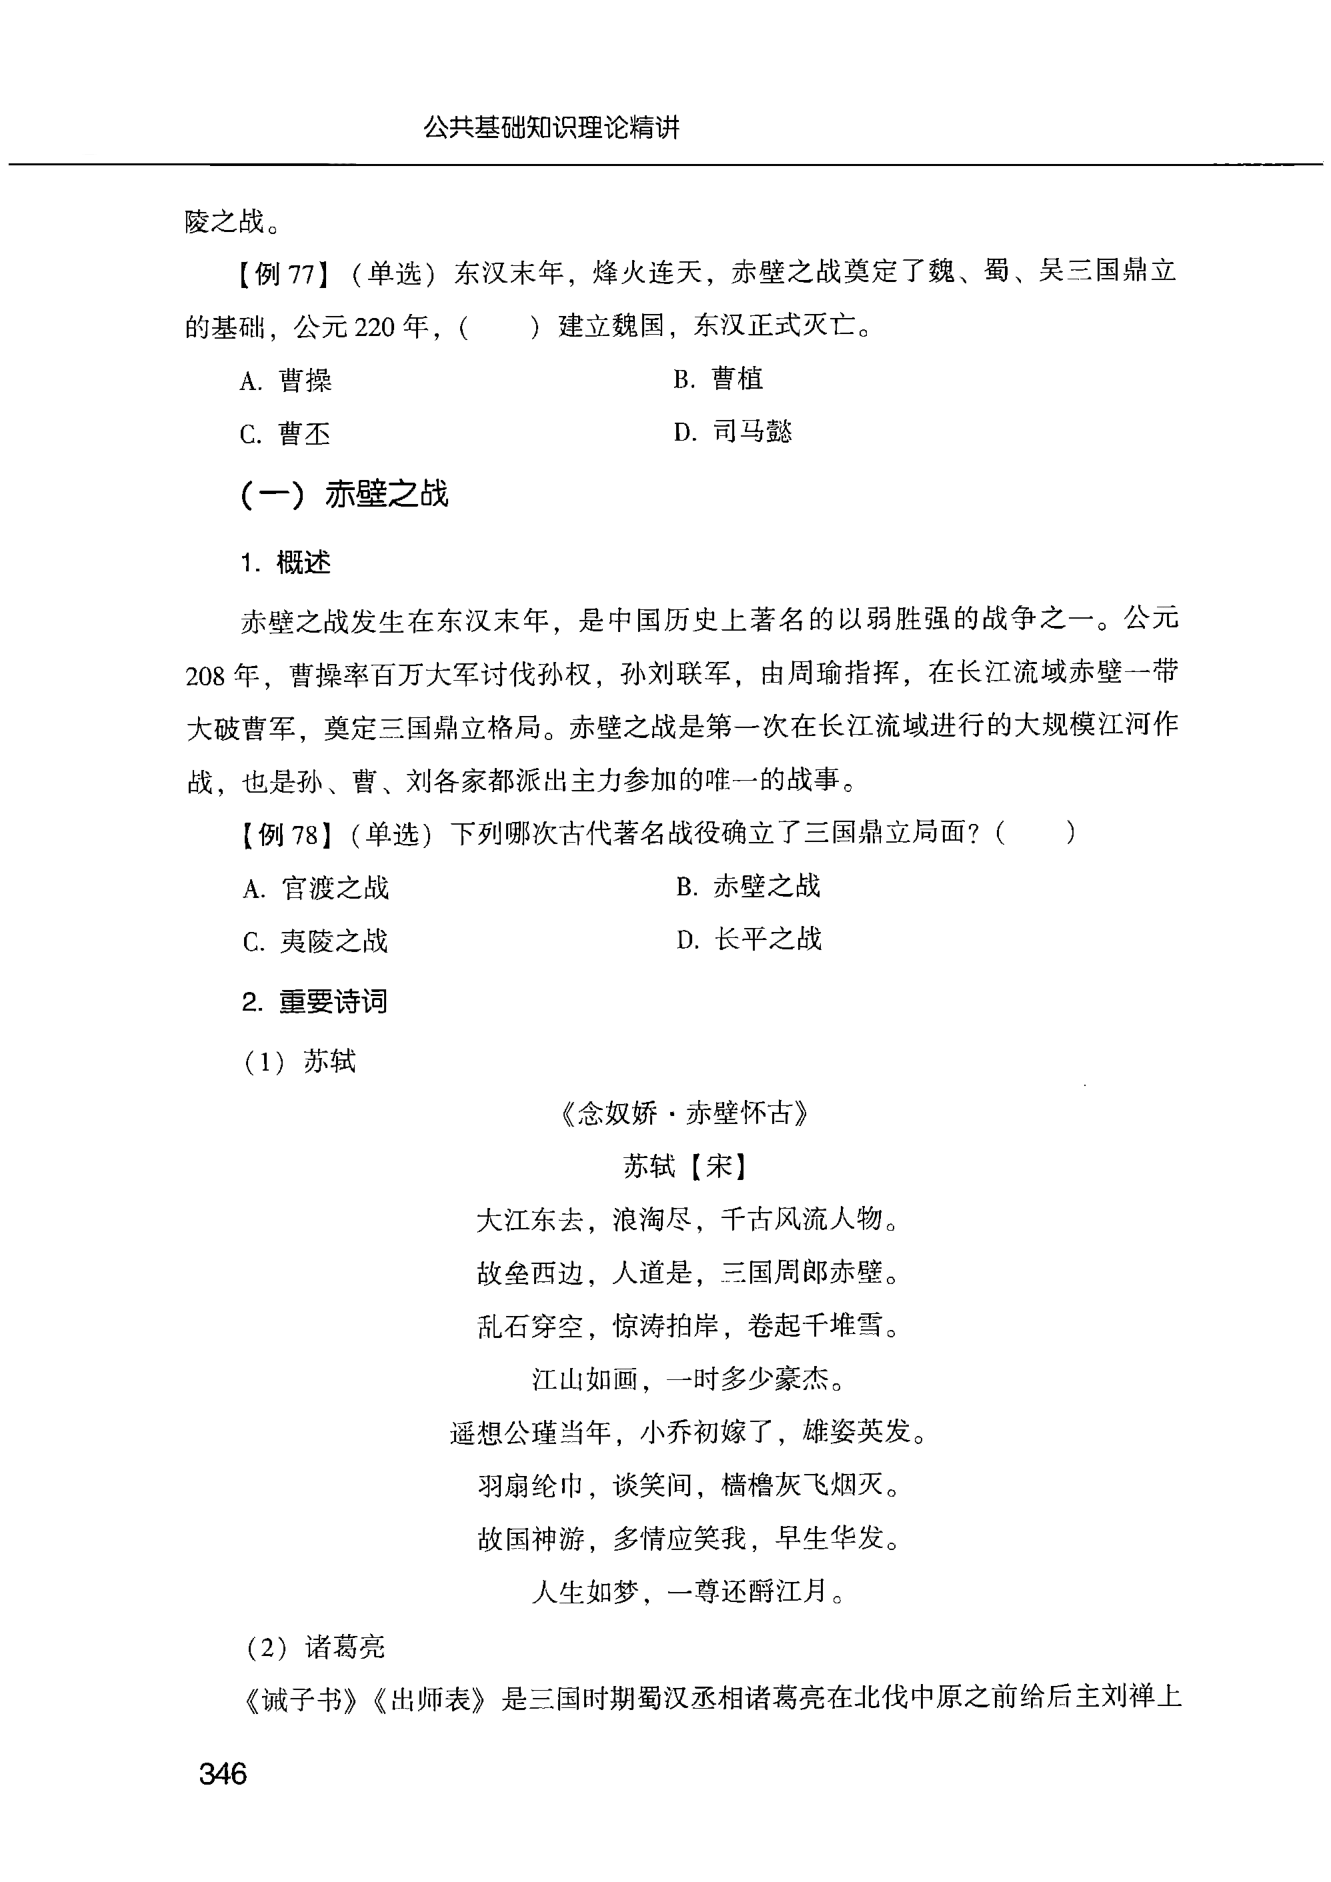 公共基础知识理论精讲
陵之战。
【例 77】(单选) 东汉末年，烽火连天，赤壁之战奠定了魏、蜀、吴三国鼎立
的基础，公元 220 年，(　　) 建立魏国，东汉正式灭亡。
A. 曹操　B. 曹植
C. 曹丕　D. 司马懿
(一) 赤壁之战
1. 概述
赤壁之战发生在东汉末年，是中国历史上著名的以弱胜强的战争之一。公元
208 年，曹操率百万大军讨伐孙权，孙刘联军，由周瑜指挥，在长江流域赤壁一带
大破曹军，奠定三国鼎立格局。赤壁之战是第一次在长江流域进行的大规模江河作
战，也是孙、曹、刘各家都派出主力参加的唯一的战事。
【例 78】(单选) 下列哪次古代著名战役确立了三国鼎立局面？(　　)
A. 官渡之战　B. 赤壁之战
C. 夷陵之战　D. 长平之战
2. 重要诗词
(1) 苏轼
《念奴娇·赤壁怀古》
苏轼【宋】
大江东去，浪淘尽，千古风流人物。
故垒西边，人道是，三国周郎赤壁。
乱石穿空，惊涛拍岸，卷起千堆雪。
江山如画，一时多少豪杰。
遥想公瑾当年，小乔初嫁了，雄姿英发。
羽扇纶巾，谈笑间，樯橹灰飞烟灭。
故国神游，多情应笑我，早生华发。
人生如梦，一尊还酹江月。
(2) 诸葛亮
《诫子书》《出师表》是三国时期蜀汉丞相诸葛亮在北伐中原之前给后主刘禅上
346